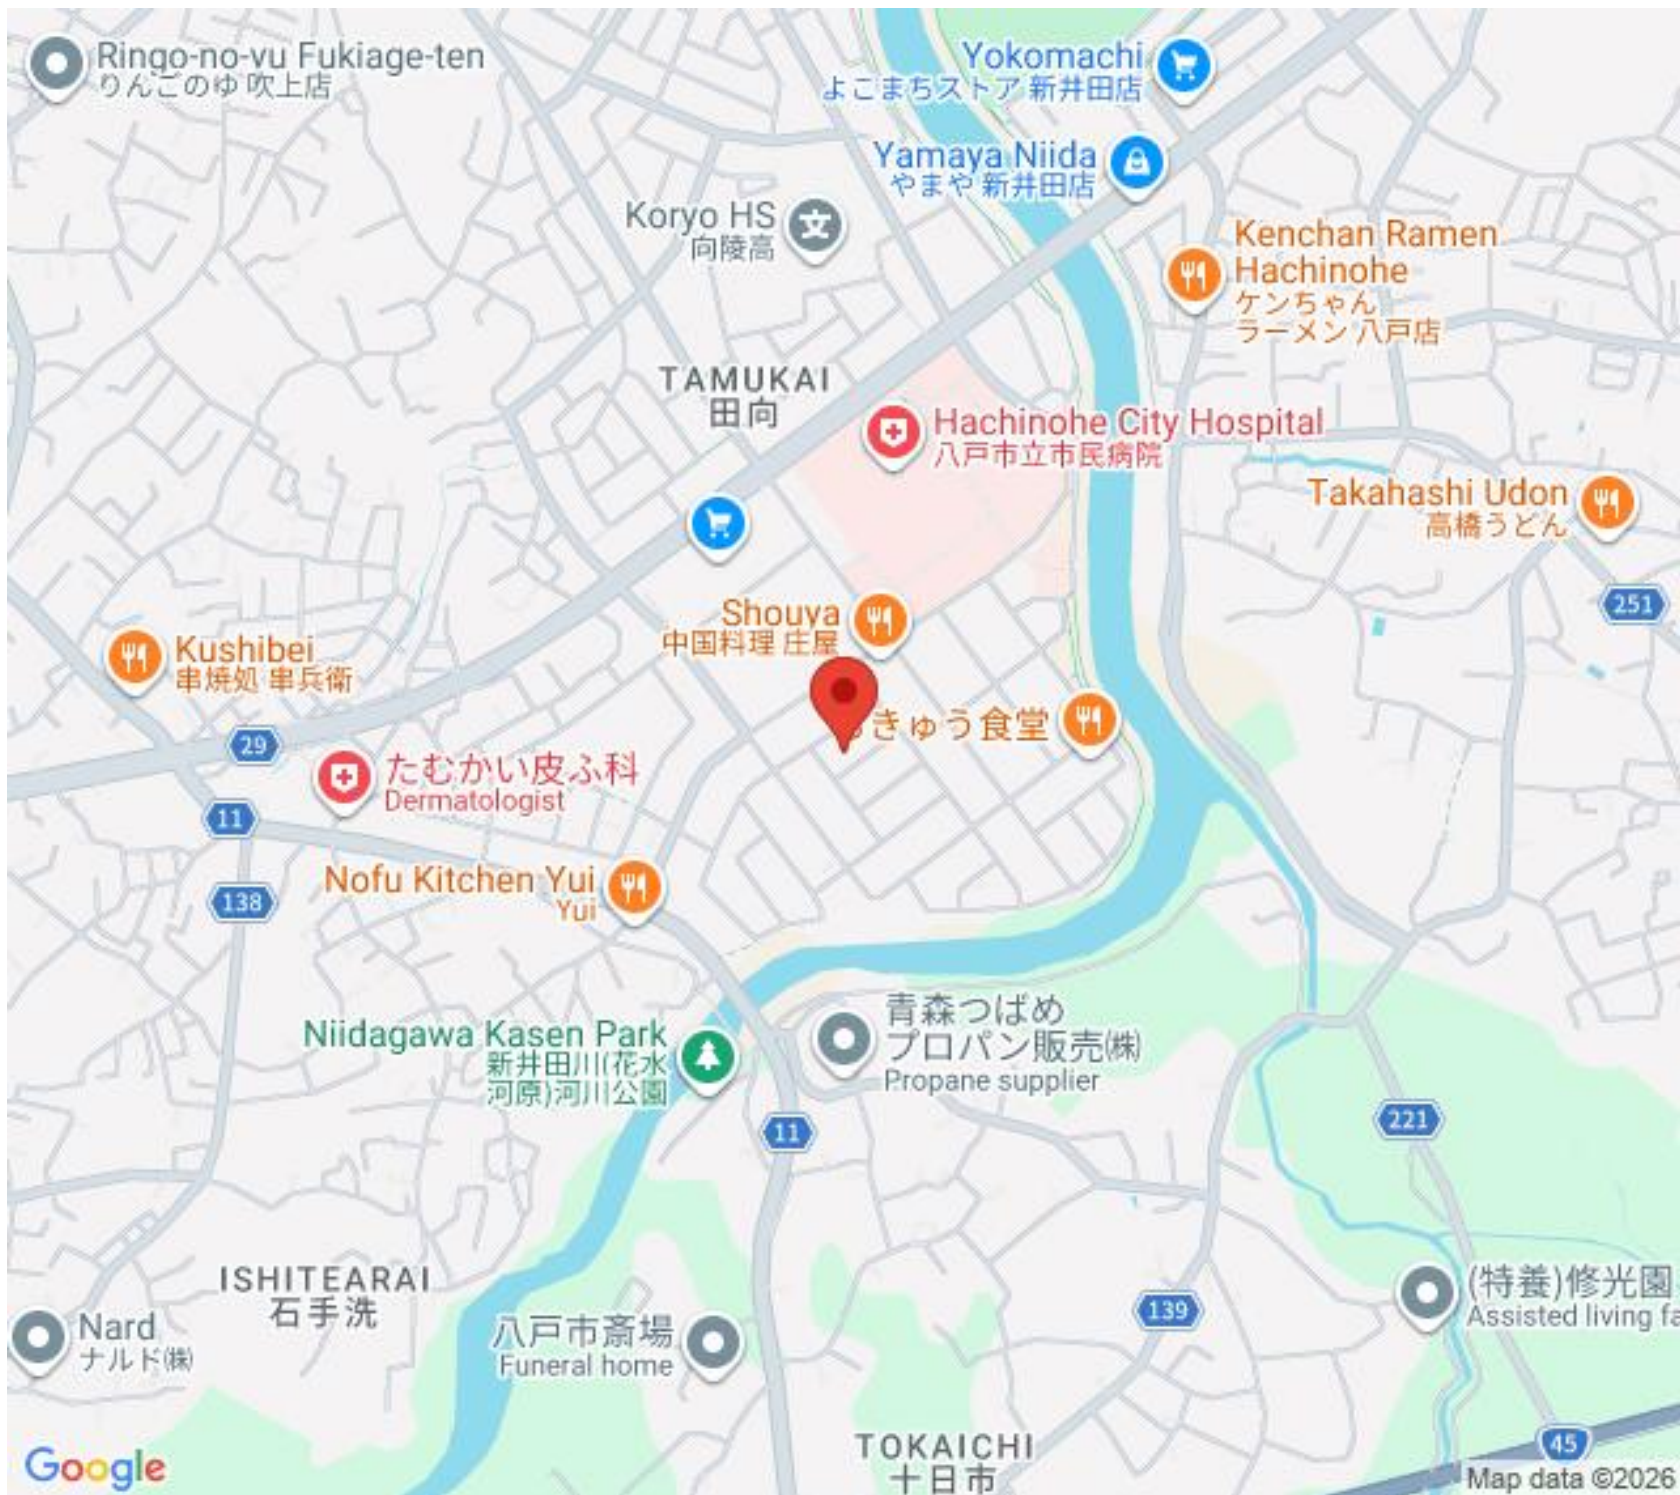 Ringo-no-yu Fukiage-ten
りんごのゆ 吹上店
Yokomachi
よこまちストア 新井田店
Yamaya Niida
やまや 新井田店
Koryo HS
向陵高
Kenchan Ramen
Hachinohe
ケンちゃん
ラーメン 八戸店
TAMUKAI
田向
Hachinohe City Hospital
八戸市立市民病院
Takahashi Udon
高橋うどん
251
Shouya
中国料理 庄屋
Kushibei
串焼処 串兵衛
きゅう食堂
29
たむかい皮ふ科
Dermatologist
11
138
Nofu Kitchen Yui
Yui
Niidagawa Kasen Park
新井田川(花水
河原)河川公園
青森つばめ
プロパン販売㈱
Propane supplier
11
221
ISHITEARAI
石手洗
139
(特養)修光園
Assisted living fa
Nard
ナルド㈱
八戸市斎場
Funeral home
TOKAICHI
十日市
45
Google
Map data ©2026